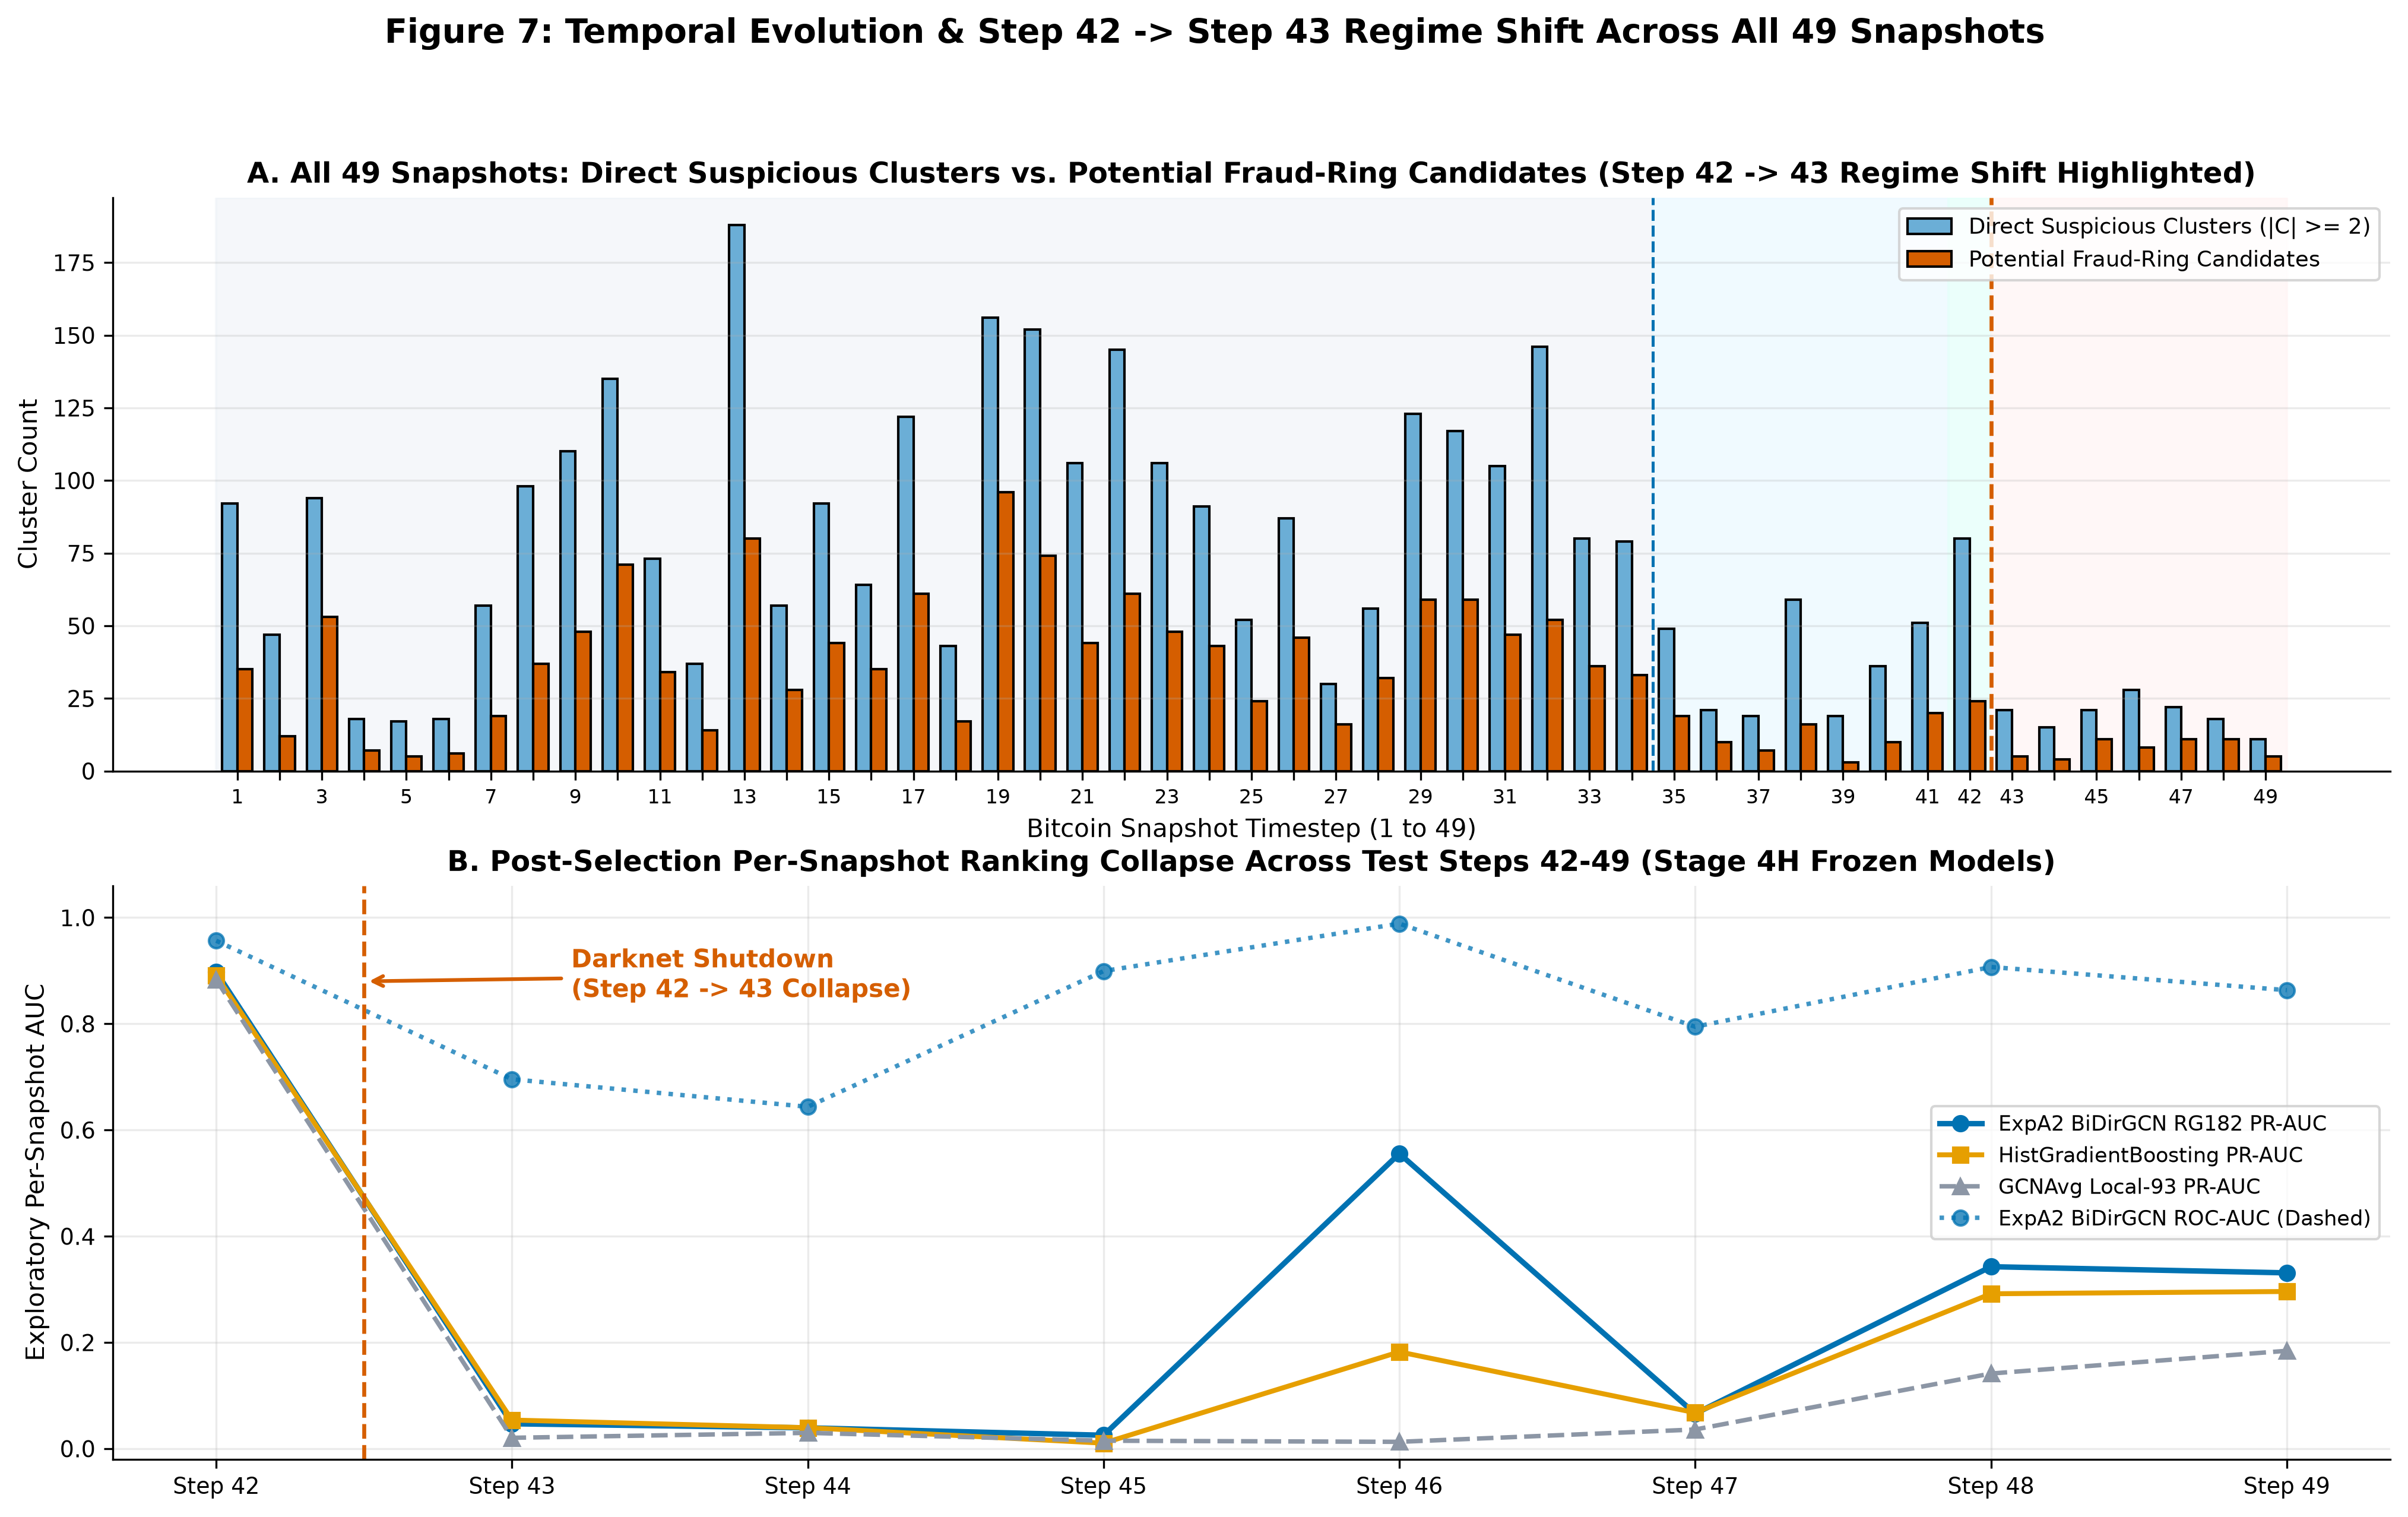 Figure 7: Temporal Evolution & Step 42 -> Step 43 Regime Shift Across All 49 Snapshots
A. All 49 Snapshots: Direct Suspicious Clusters vs. Potential Fraud-Ring Candidates (Step 42 -> 43 Regime Shift Highlighted)
Direct Suspicious Clusters (|C| >= 2)
Potential Fraud-Ring Candidates
Cluster Count
175
150
125
100
75
50
25
0
1 3 5 7 9 11 13 15 17 19 21 23 25 27 29 31 33 35 37 39 41 42 43 45 47 49
Bitcoin Snapshot Timestep (1 to 49)
B. Post-Selection Per-Snapshot Ranking Collapse Across Test Steps 42-49 (Stage 4H Frozen Models)
Exploratory Per-Snapshot AUC
1.0
0.8
0.6
0.4
0.2
0.0
Darknet Shutdown
(Step 42 -> 43 Collapse)
ExpA2 BiDirGCN RG182 PR-AUC
HistGradientBoosting PR-AUC
GCNAvg Local-93 PR-AUC
ExpA2 BiDirGCN ROC-AUC (Dashed)
Step 42 Step 43 Step 44 Step 45 Step 46 Step 47 Step 48 Step 49